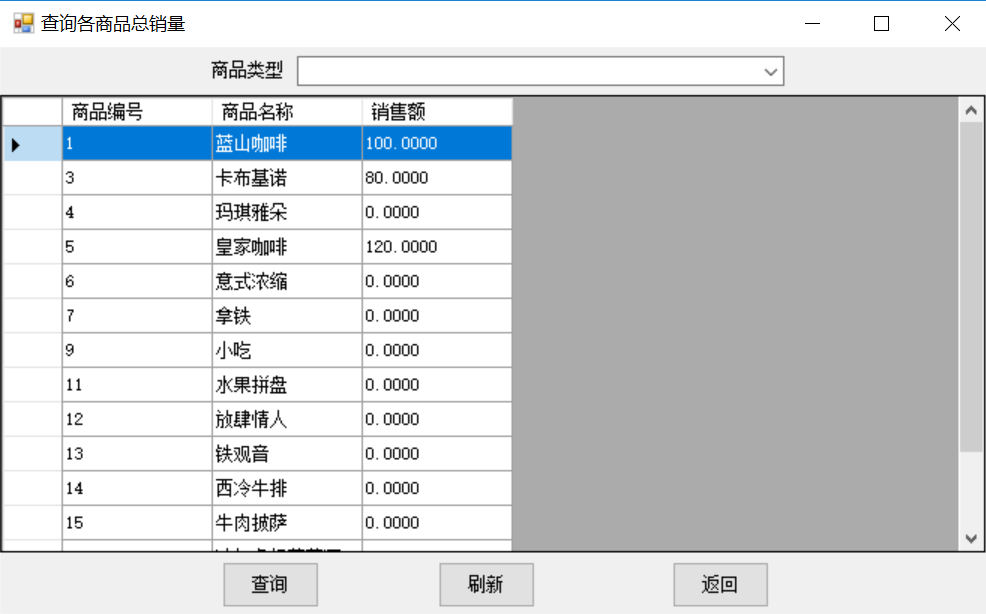 查询各商品总销量
商品类型
商品编号 商品名称 销售额
1 蓝山咖啡 100.0000
3 卡布基诺 80.0000
4 玛琪雅朵 0.0000
5 皇家咖啡 120.0000
6 意式浓缩 0.0000
7 拿铁 0.0000
9 小吃 0.0000
11 水果拼盘 0.0000
12 放肆情人 0.0000
13 铁观音 0.0000
14 西冷牛排 0.0000
15 牛肉披萨 0.0000
查询 刷新 返回